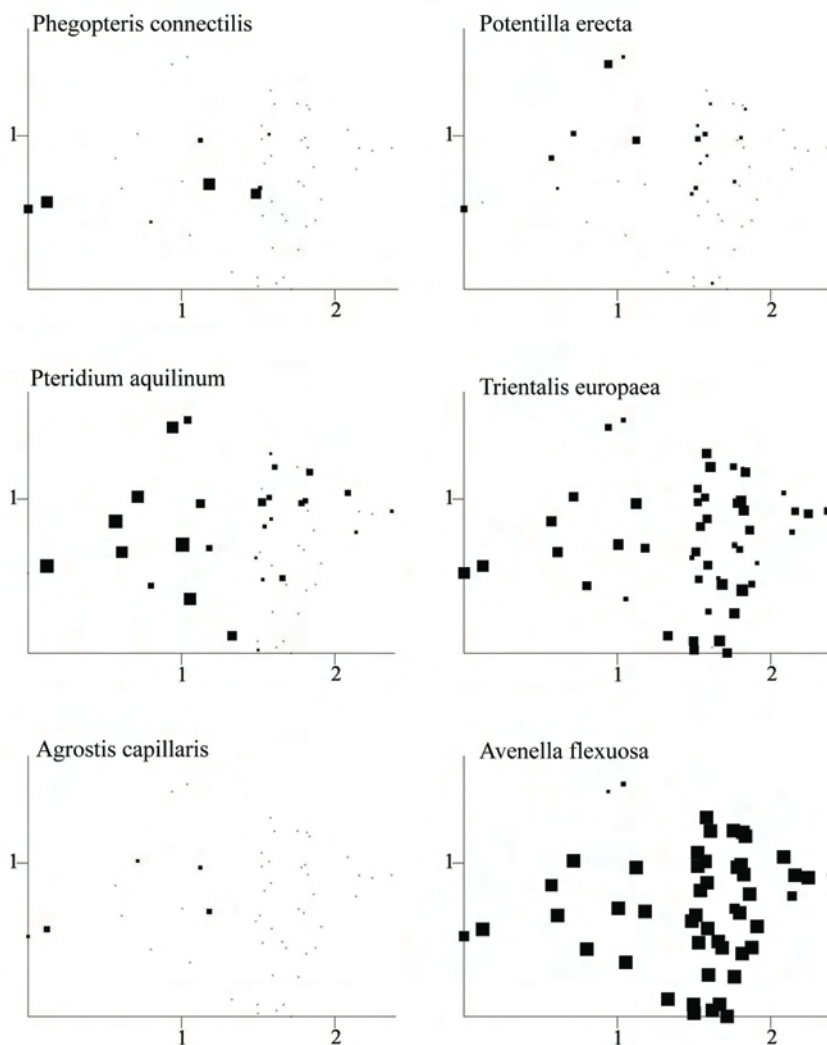 Phegopteris connectilis
1
1
2
Potentilla erecta
1
2
Pteridium aquilinum
1
1
2
Trientalis europaea
1
1
2
Agrostis capillaris
1
1
2
Avenella flexuosa
1
1
2